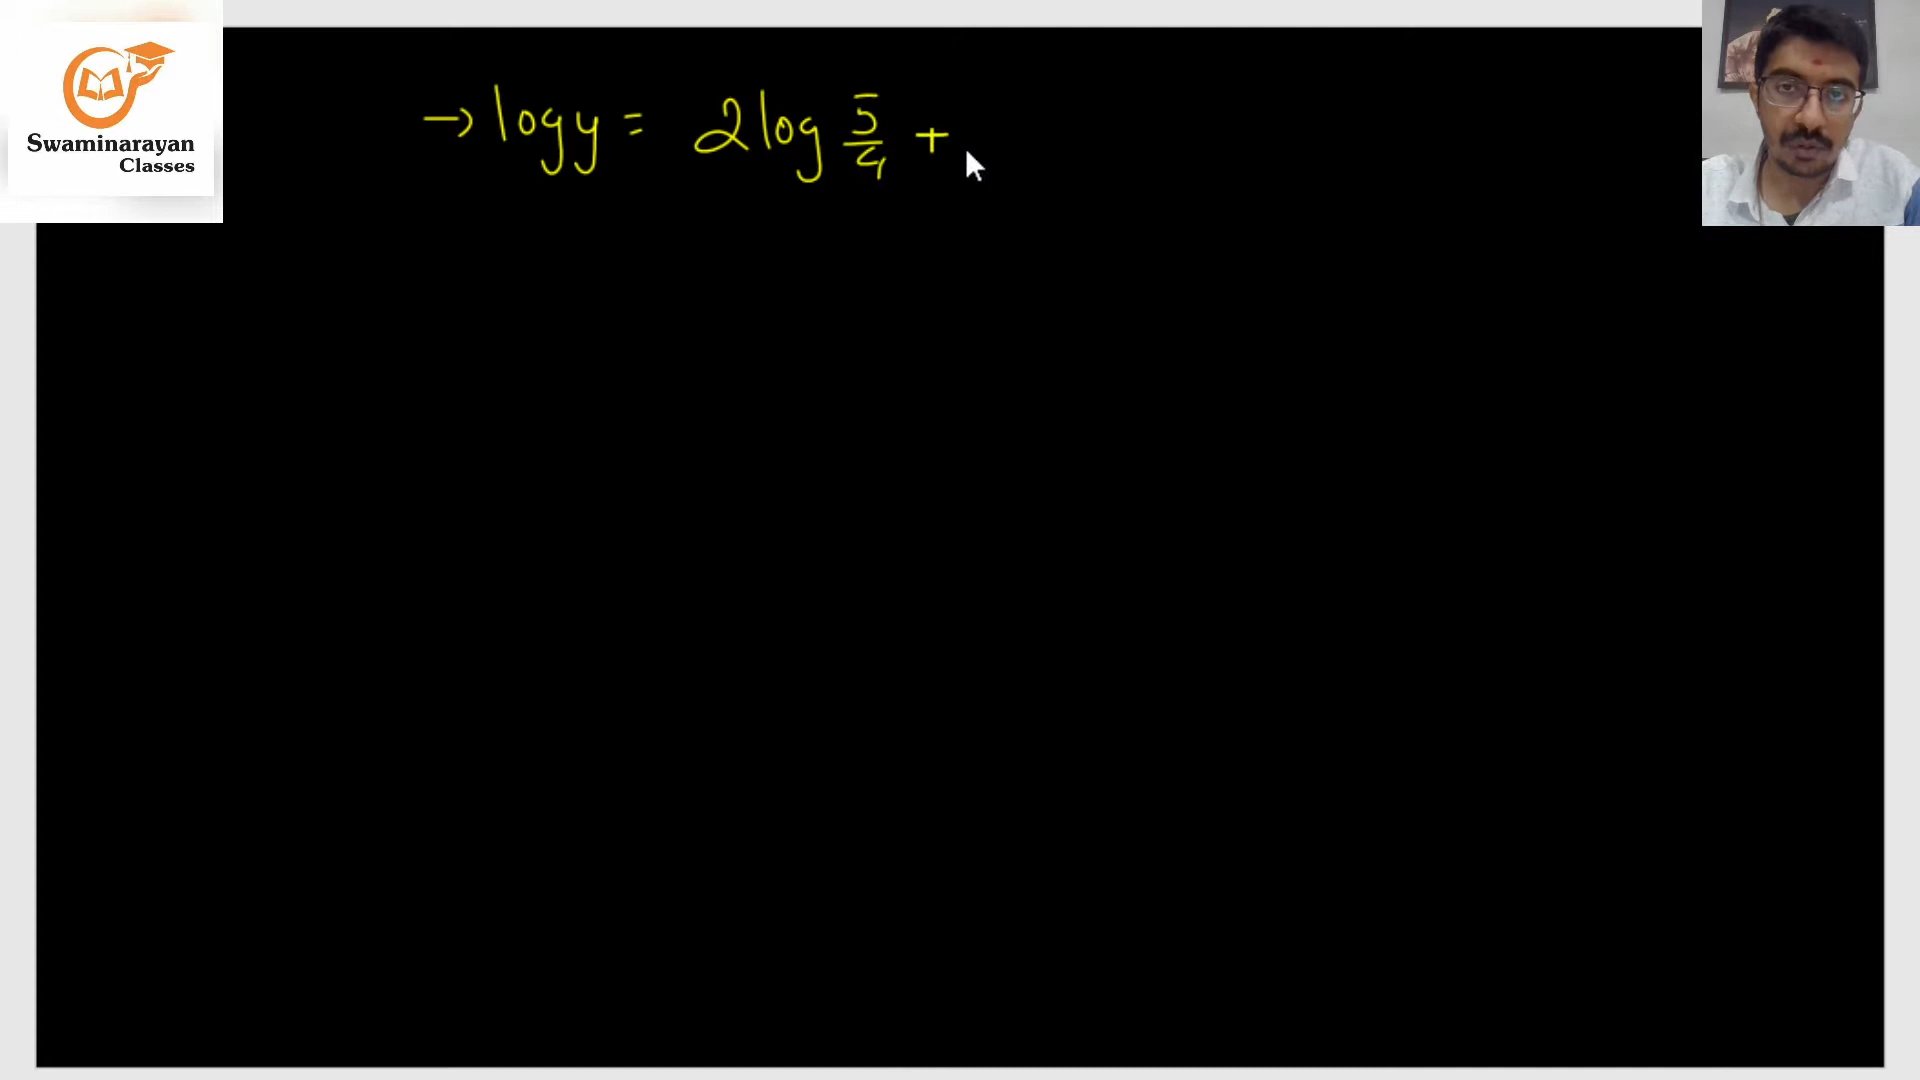 Swaminarayan
Classes
→ log y = 2 log 5/4 +